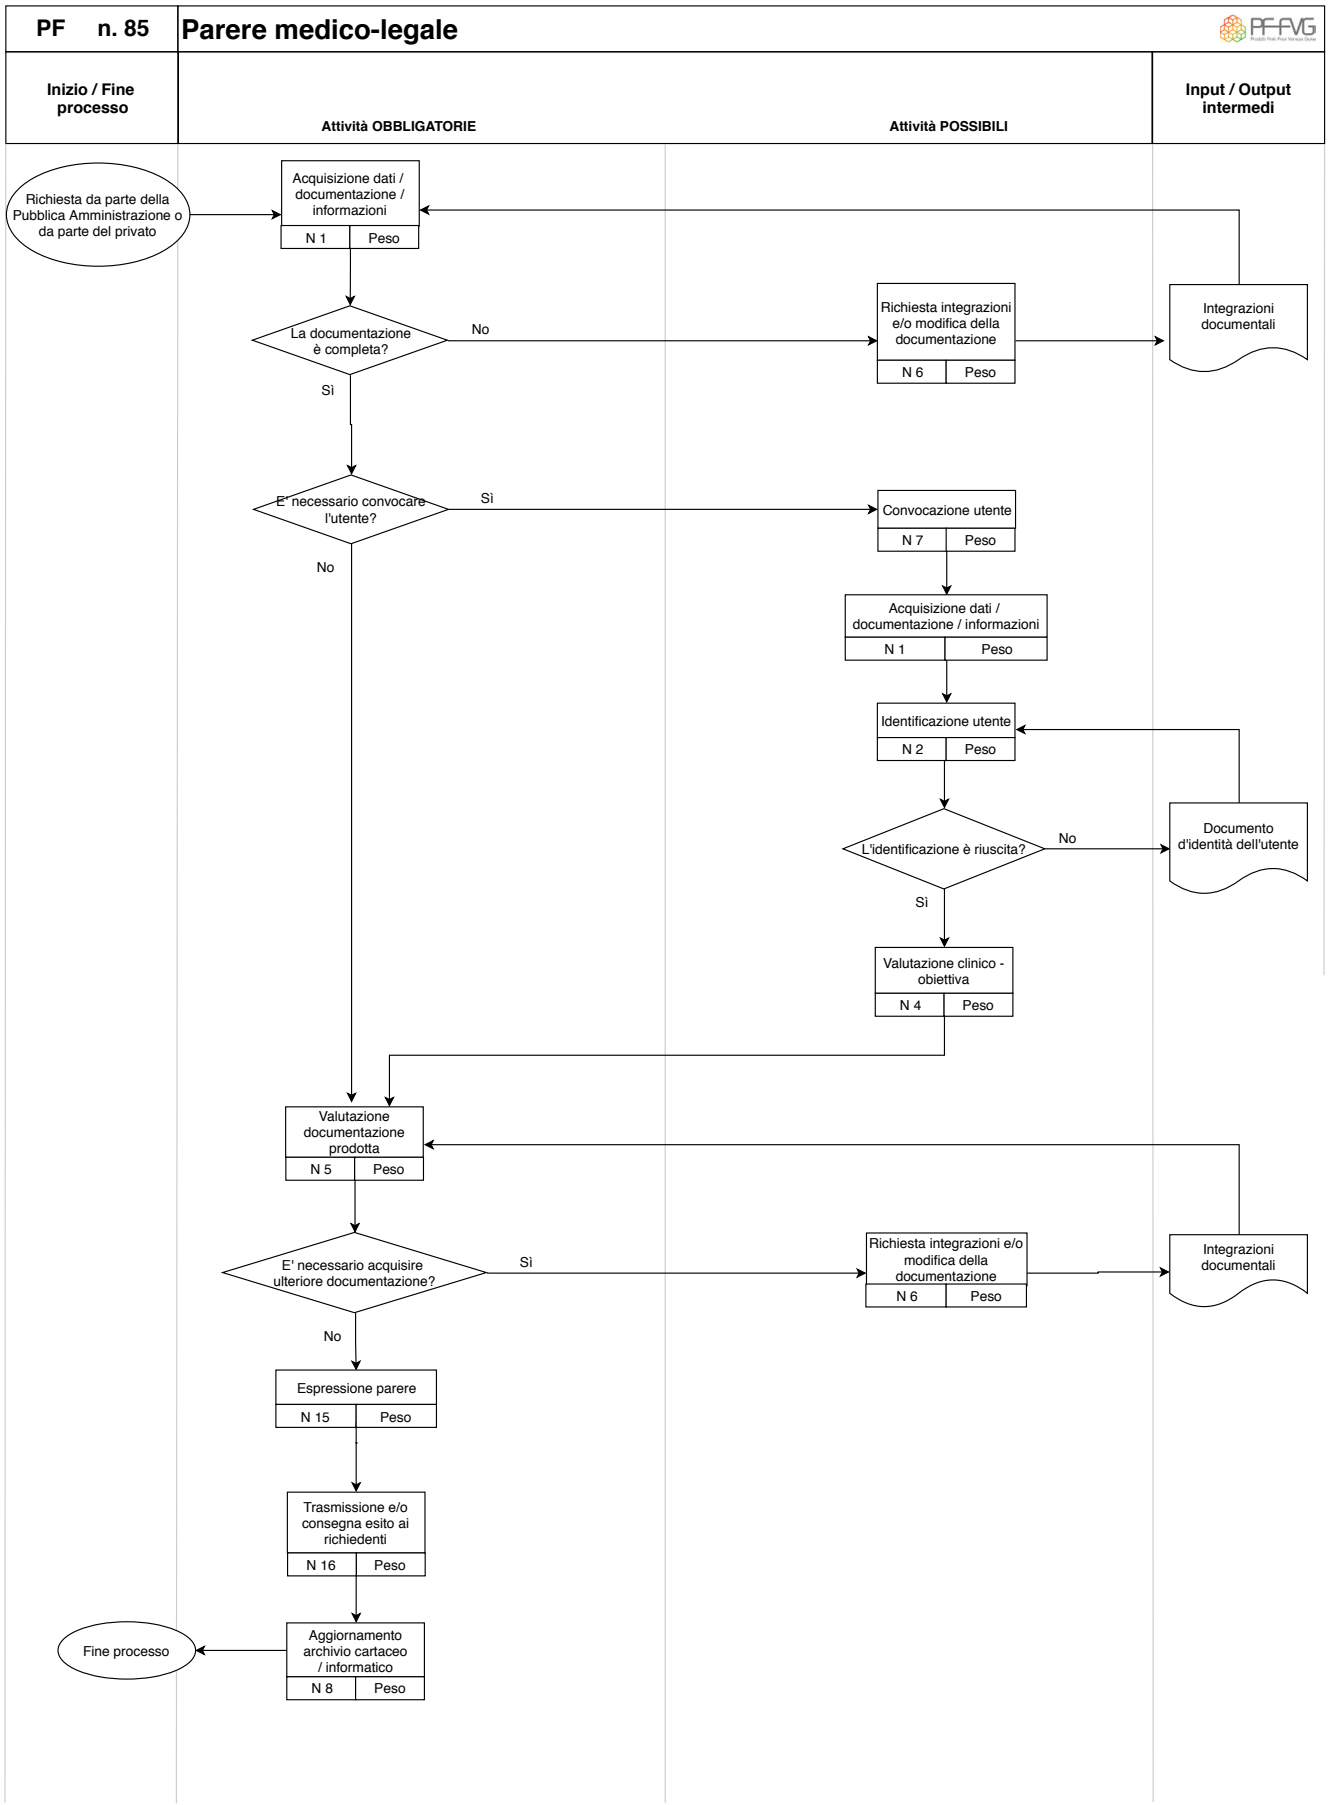 PF n. 85
Parere medico-legale
PF-FVG
Inizio / Fine
processo
Attività OBBLIGATORIE
Attività POSSIBILI
Input / Output
intermedi
Richiesta da parte della
Pubblica Amministrazione o
da parte del privato
Acquisizione dati /
documentazione /
informazioni
N 1 Peso
La documentazione
è completa?
No
Sì
Richiesta integrazioni
e/o modifica della
documentazione
N 6 Peso
Integrazioni
documentali
E' necessario convocare
l'utente?
Sì
No
Convocazione utente
N 7 Peso
Acquisizione dati /
documentazione / informazioni
N 1 Peso
Identificazione utente
N 2 Peso
L'identificazione è riuscita?
No
Sì
Documento
d'identità dell'utente
Valutazione clinico -
obiettiva
N 4 Peso
Valutazione
documentazione
prodotta
N 5 Peso
E' necessario acquisire
ulteriore documentazione?
Sì
No
Richiesta integrazioni e/o
modifica della
documentazione
N 6 Peso
Integrazioni
documentali
Espressione parere
N 15 Peso
Trasmissione e/o
consegna esito ai
richiedenti
N 16 Peso
Aggiornamento
archivio cartaceo
/ informatico
N 8 Peso
Fine processo